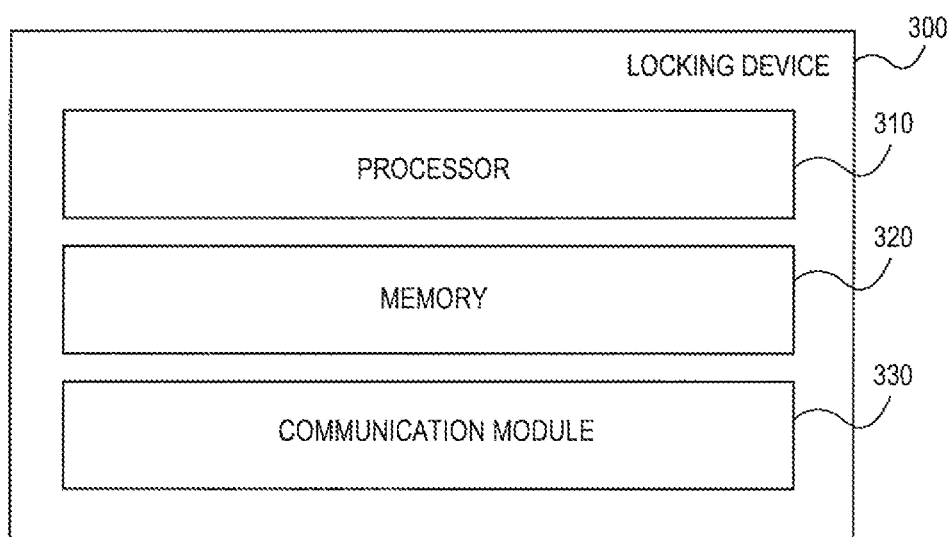 300
LOCKING DEVICE
310
PROCESSOR
320
MEMORY
330
COMMUNICATION MODULE